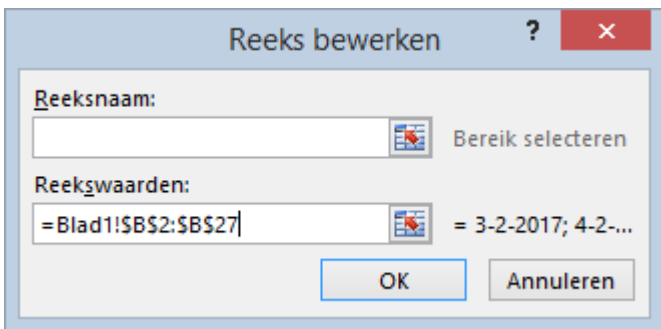 Reeks bewerken ? ×
Reeksnaam:
Bereik selecteren
Reekswaarden:
=Blad1!$B$2:$B$27 = 3-2-2017; 4-2-...
OK Annuleren